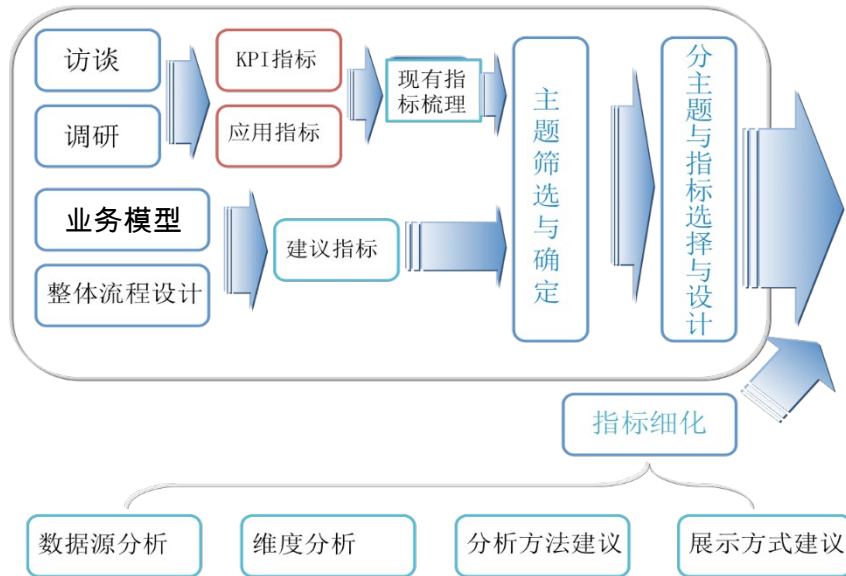 访谈
调研
KPI指标
应用指标
现有指
标梳理
业务模型
整体流程设计
建议指标
主题筛选与确定
分主题与指标选择与设计
指标细化
数据源分析
维度分析
分析方法建议
展示方式建议